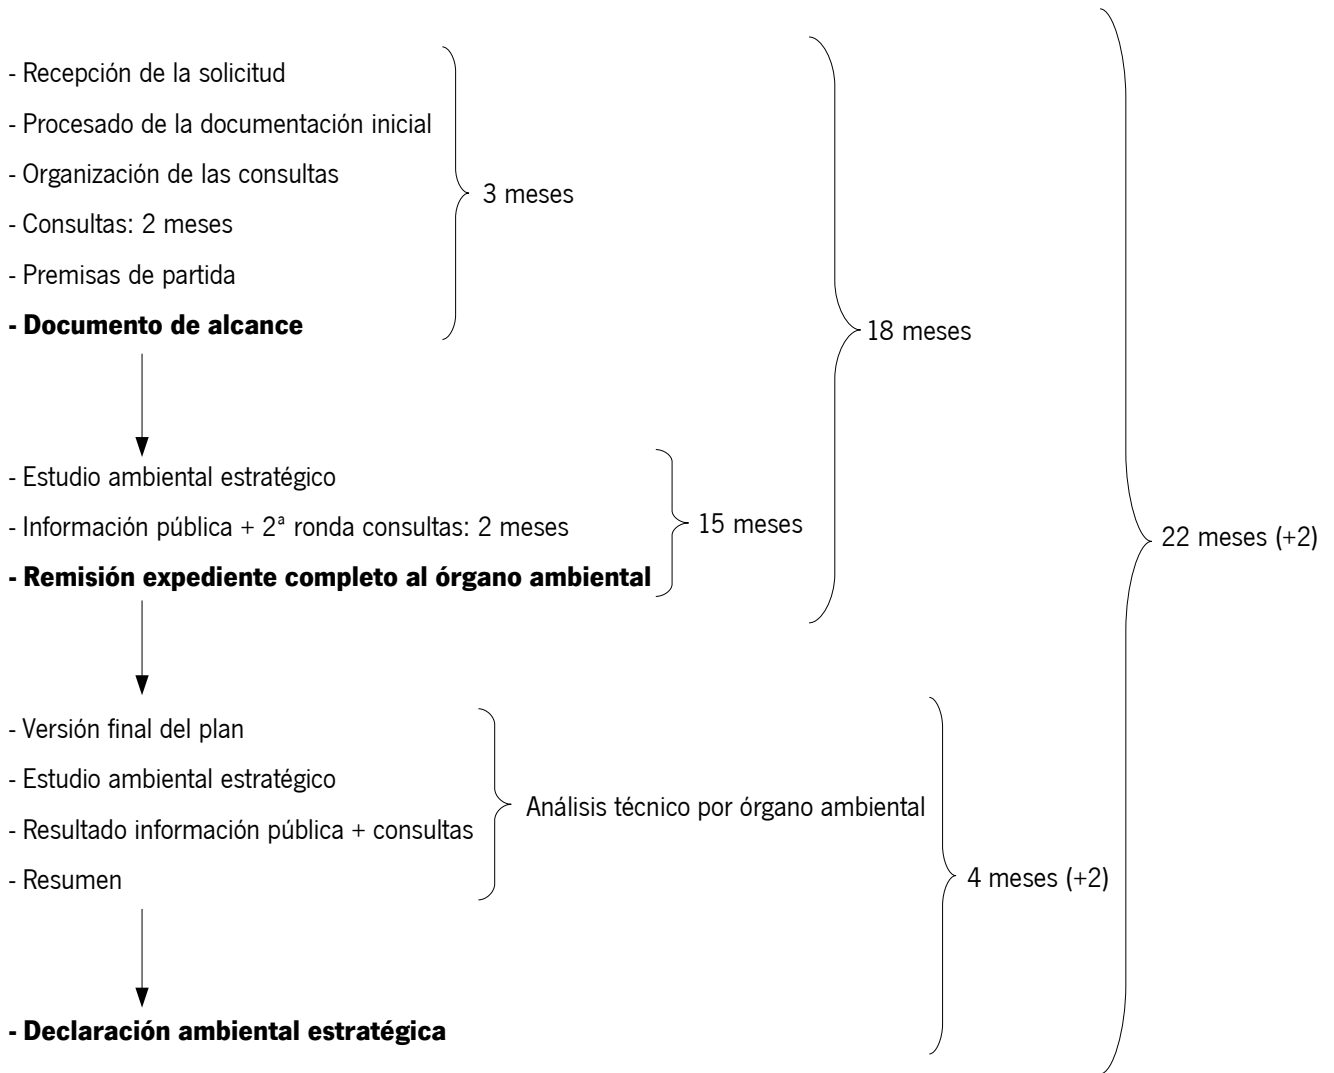 - Recepción de la solicitud
- Procesado de la documentación inicial
- Organización de las consultas
- Consultas: 2 meses
- Premisas de partida
- Documento de alcance
3 meses
18 meses
- Estudio ambiental estratégico
- Información pública + 2ª ronda consultas: 2 meses
- Remisión expediente completo al órgano ambiental
15 meses
22 meses (+2)
- Versión final del plan
- Estudio ambiental estratégico
- Resultado información pública + consultas
- Resumen
Análisis técnico por órgano ambiental
4 meses (+2)
- Declaración ambiental estratégica